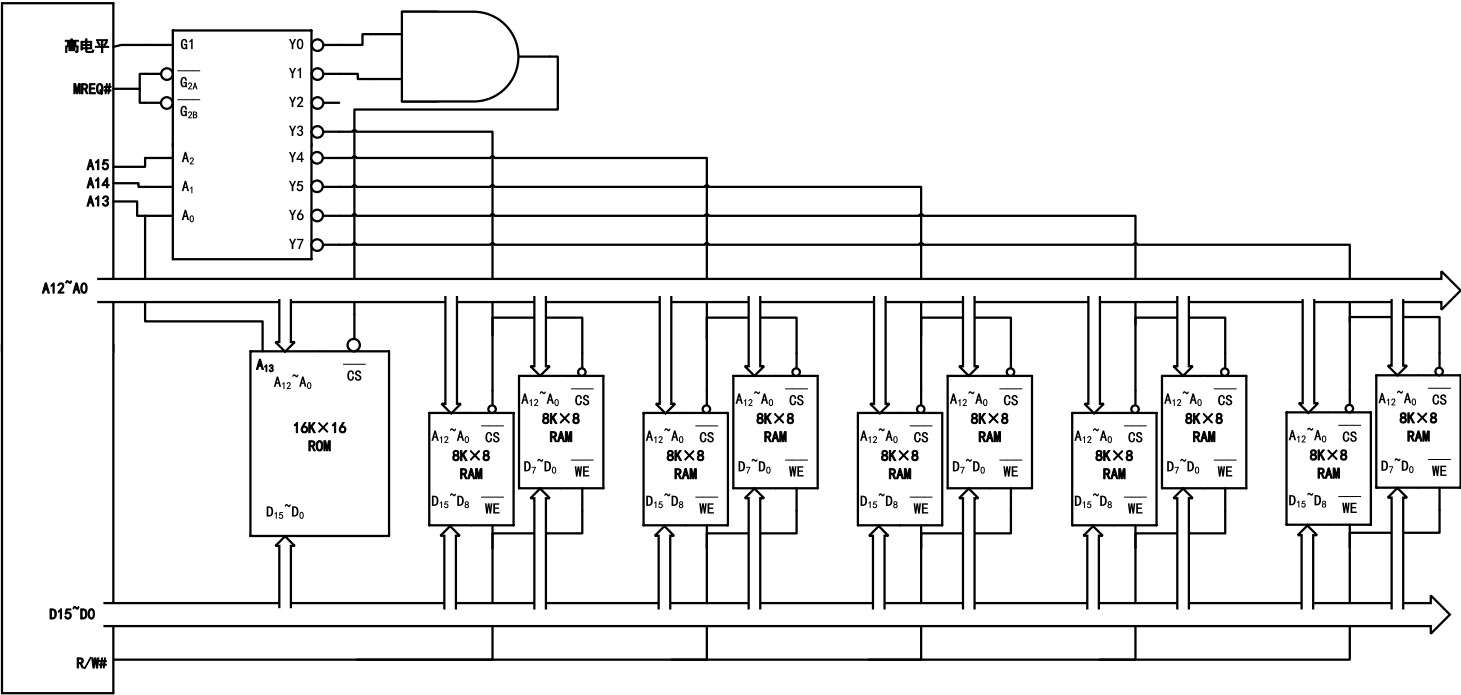 高电平
MREQ#
A15
A14
A13
A12~A0
D15~D0
R/W#
G1
G2A
G2B
A2
A1
A0
Y0
Y1
Y2
Y3
Y4
Y5
Y6
Y7
A13
A12~A0 CS
16K×16
ROM
D15~D0
A12~A0 CS
8K×8
RAM
D15~D8 WE
A12~A0 CS
8K×8
RAM
D7~D0 WE
A12~A0 CS
8K×8
RAM
D15~D8 WE
A12~A0 CS
8K×8
RAM
D7~D0 WE
A12~A0 CS
8K×8
RAM
D15~D8 WE
A12~A0 CS
8K×8
RAM
D7~D0 WE
A12~A0 CS
8K×8
RAM
D15~D8 WE
A12~A0 CS
8K×8
RAM
D7~D0 WE
A12~A0 CS
8K×8
RAM
D15~D8 WE
A12~A0 CS
8K×8
RAM
D7~D0 WE